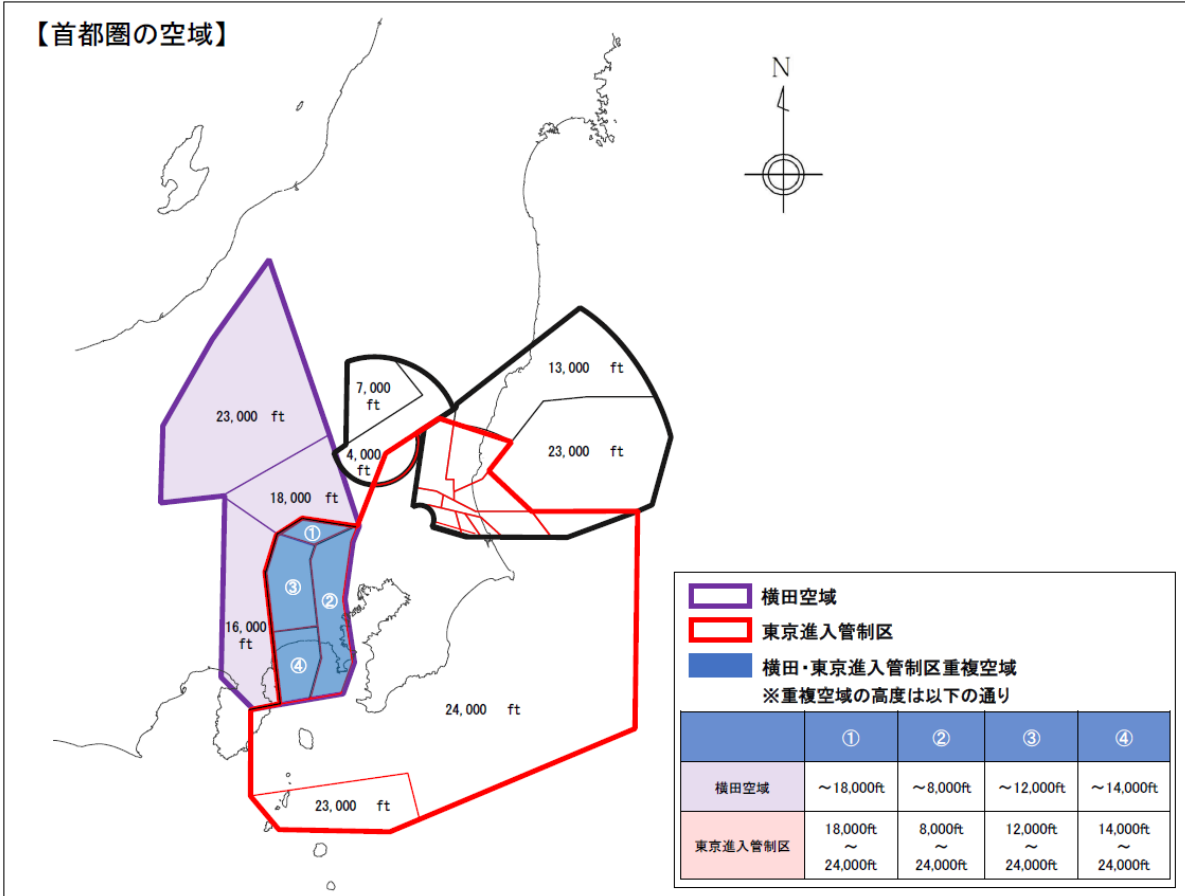 【首都圏の空域】
N
13,000 ft
7,000
ft
23,000 ft
23,000 ft
4,000
ft
18,000 ft
①
③
②
16,000
ft
④
24,000 ft
23,000 ft
横田空域
東京進入管制区
横田・東京進入管制区重複空域
※重複空域の高度は以下の通り
① ② ③ ④
横田空域 ～18,000ft ～8,000ft ～12,000ft ～14,000ft
東京進入管制区 18,000ft ～ 24,000ft 8,000ft ～ 24,000ft 12,000ft ～ 24,000ft 14,000ft ～ 24,000ft